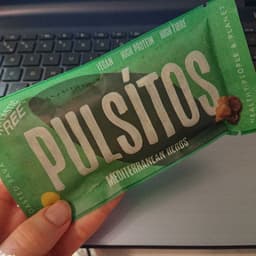 VEGAN HIGH PROTEIN HIGH FIBRE
FREE
PULSÍTOS
MEDITERRANEAN HERBS